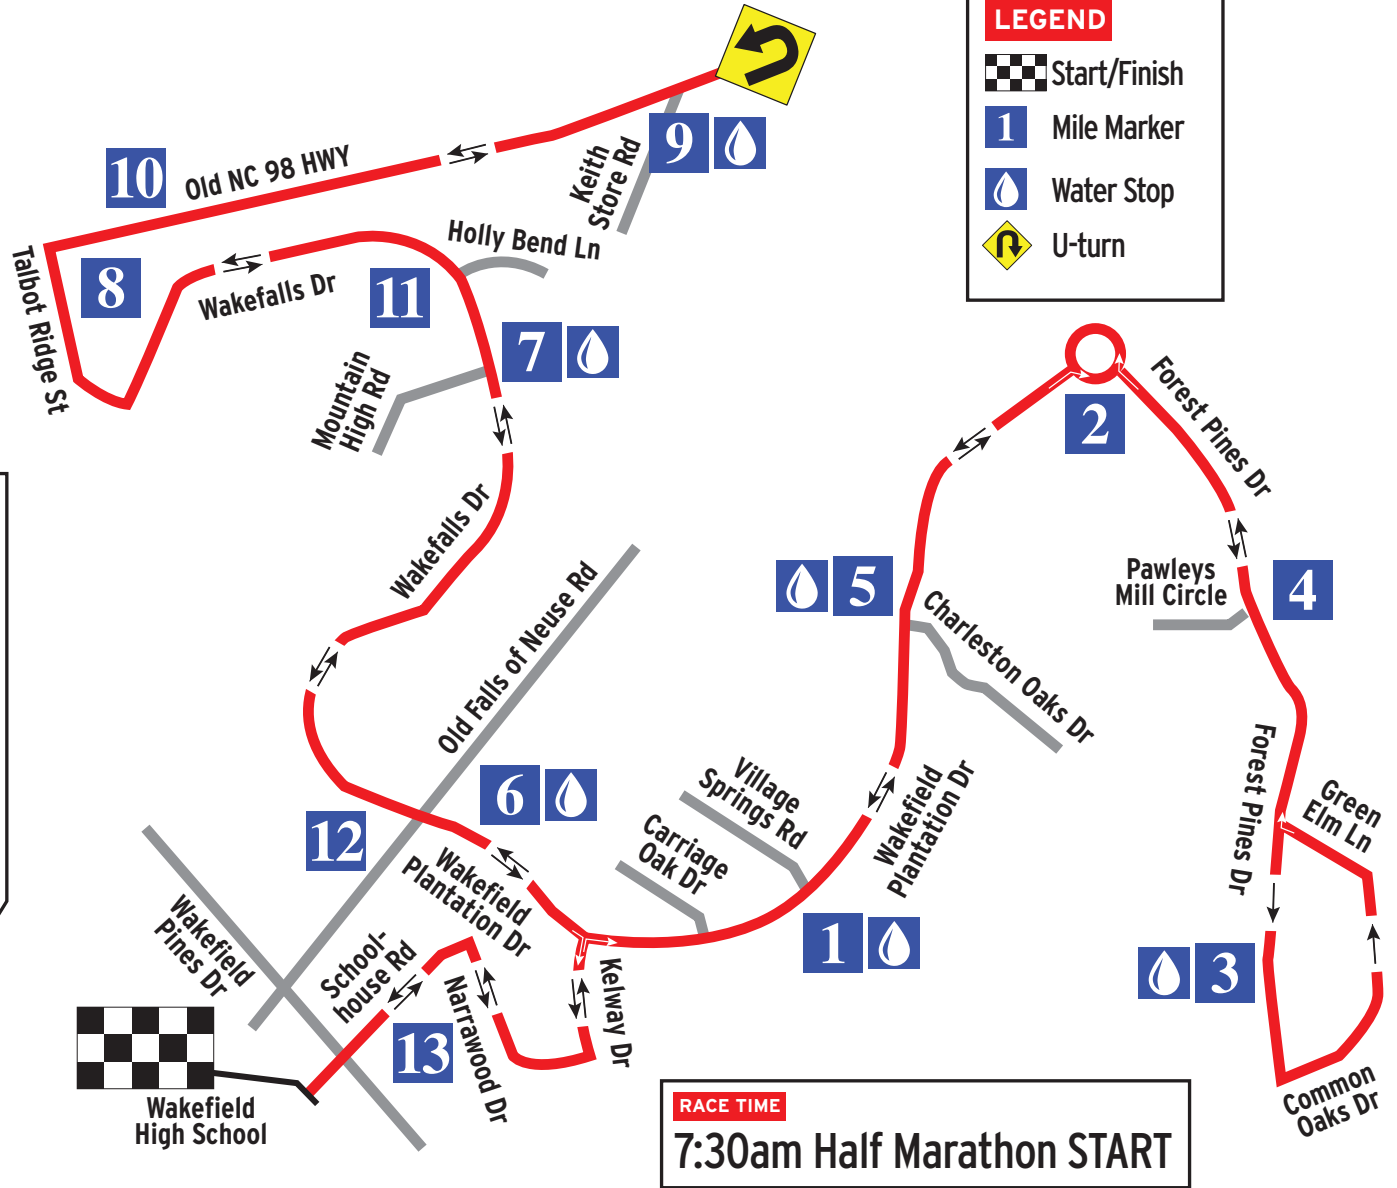 LEGEND
Start/Finish
1 Mile Marker
Water Stop
U-turn
9
Keith
Store Rd
10
Old NC 98 HWY
Holly Bend Ln
Talbot Ridge St
8
Wakefalls Dr
11
7
Mountain
High Rd
2
Forest Pines Dr
Wakefalls Dr
Old Falls of Neuse Rd
5
Pawleys
Mill Circle
4
Charleston Oaks Dr
6
12
Wakefield
Plantation Dr
Village
Springs Rd
Carriage
Oak Dr
Wakefield
Plantation Dr
1
Forest Pines Dr
Green
Elm Ln
3
Common
Oaks Dr
Wakefield
Pines Dr
School-
house Rd
Narrawood Dr
Kelway Dr
13
Wakefield
High School
RACE TIME
7:30am Half Marathon START